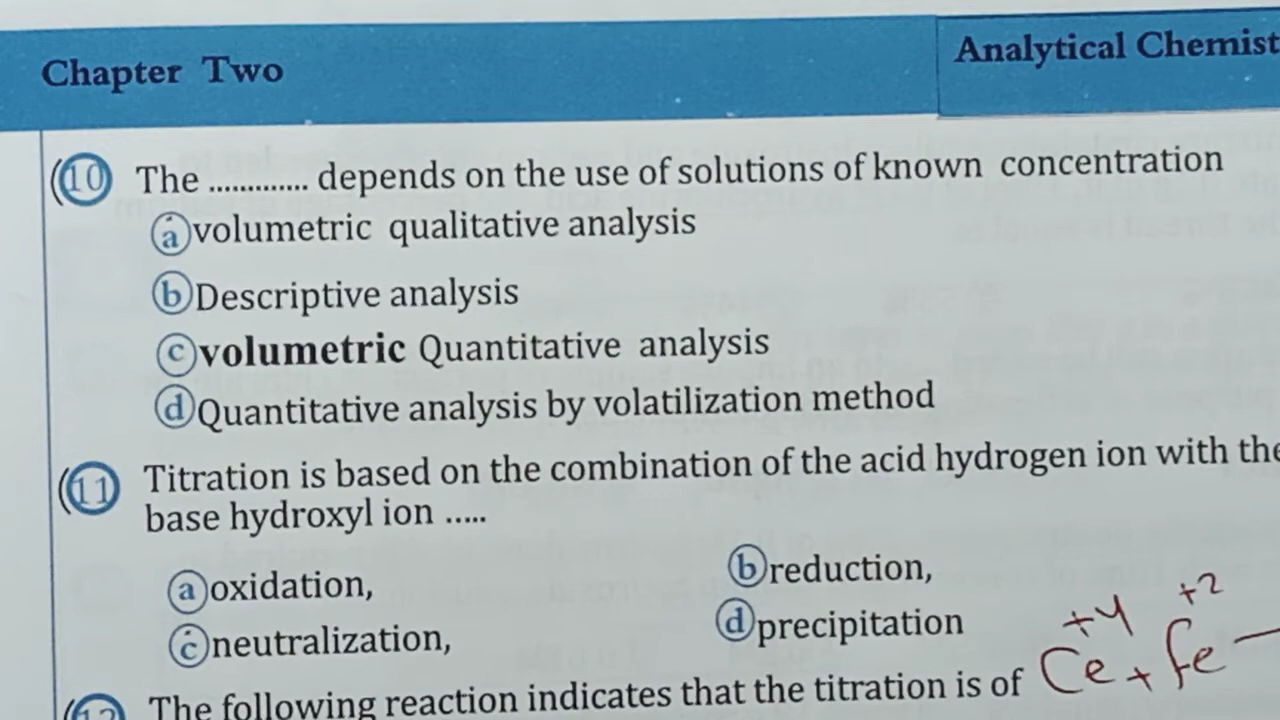 Chapter Two
Analytical Chemist
(10) The .............. depends on the use of solutions of known concentration
a volumetric qualitative analysis
b Descriptive analysis
c volumetric Quantitative analysis
d Quantitative analysis by volatilization method
(11) Titration is based on the combination of the acid hydrogen ion with the
base hydroxyl ion .....
a oxidation,
b reduction,
c neutralization,
d precipitation
+4 +2
(12) The following reaction indicates that the titration is of Ce + fe —